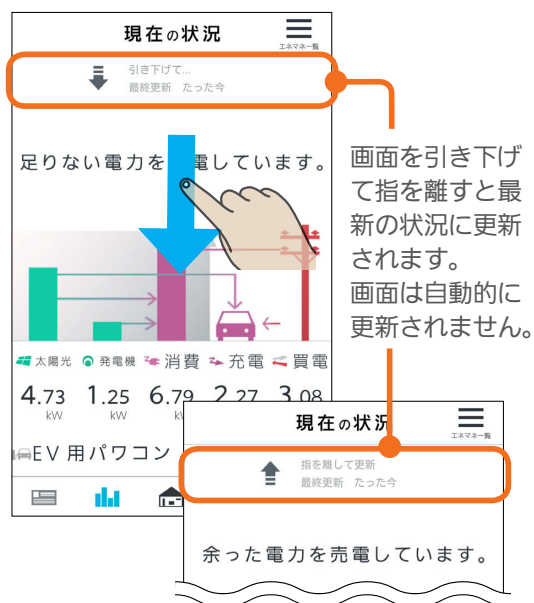 現在の状況
エネマネ一覧
引き下げて...
最終更新 たった今
足りない電力を 電しています。
画面を引き下げ
て指を離すと最
新の状況に更新
されます。
画面は自動的に
更新されません。
太陽光 発電機 消費 充電 買電
4.73 1.25 6.79 2.27 3.08
kW kW
EV用パワコン
現在の状況
エネマネ一覧
指を離して更新
最終更新 たった今
余った電力を売電しています。